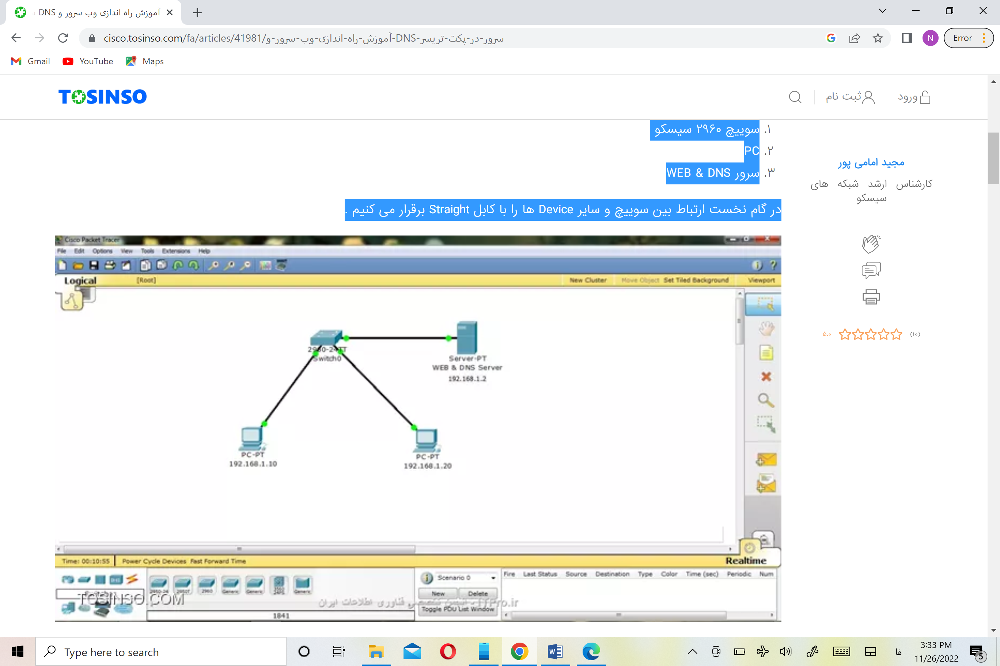 آموزش راه اندازی وب سرور و DNS
cisco.tosinso.com/fa/articles/41981/آموزش-راه-اندازی-وب-سرور-و-DNS-سرور-در-پکت-تریسر
Error
N
Gmail
YouTube
Maps
TOSINSO
ثبت نام
ورود
۱. سوییچ ۲۹۶۰ سیسکو
۲. PC
۳. سرور WEB & DNS
در گام نخست ارتباط بین سوییچ و سایر Device ها را با کابل Straight برقرار می کنیم .
مجید امامی پور
کارشناس ارشد شبکه های
سیسکو
۵.۰
(۱۰)
Cisco Packet Tracer
File Edit Options View Tools Extensions Help
Logical
[Root]
New Cluster
Move Object
Set Tiled Background
Viewport
Switch0
Server-PT
WEB & DNS Server
192.168.1.2
PC-PT
192.168.1.10
PC-PT
192.168.1.20
Time: 00:10:55
Power Cycle Devices Fast Forward Time
Realtime
Scenario 0
Fire Last Status Source Destination Type Color Time (sec) Periodic Num
2950-24 2950T 2960 Generic Generic Generic
New
Delete
TOSINSO.COM
انجمن تخصصی فناوری اطلاعات ایران - ITPro.ir
Toggle PDU List Window
1841
Type here to search
فا
3:33 PM
11/26/2022
5